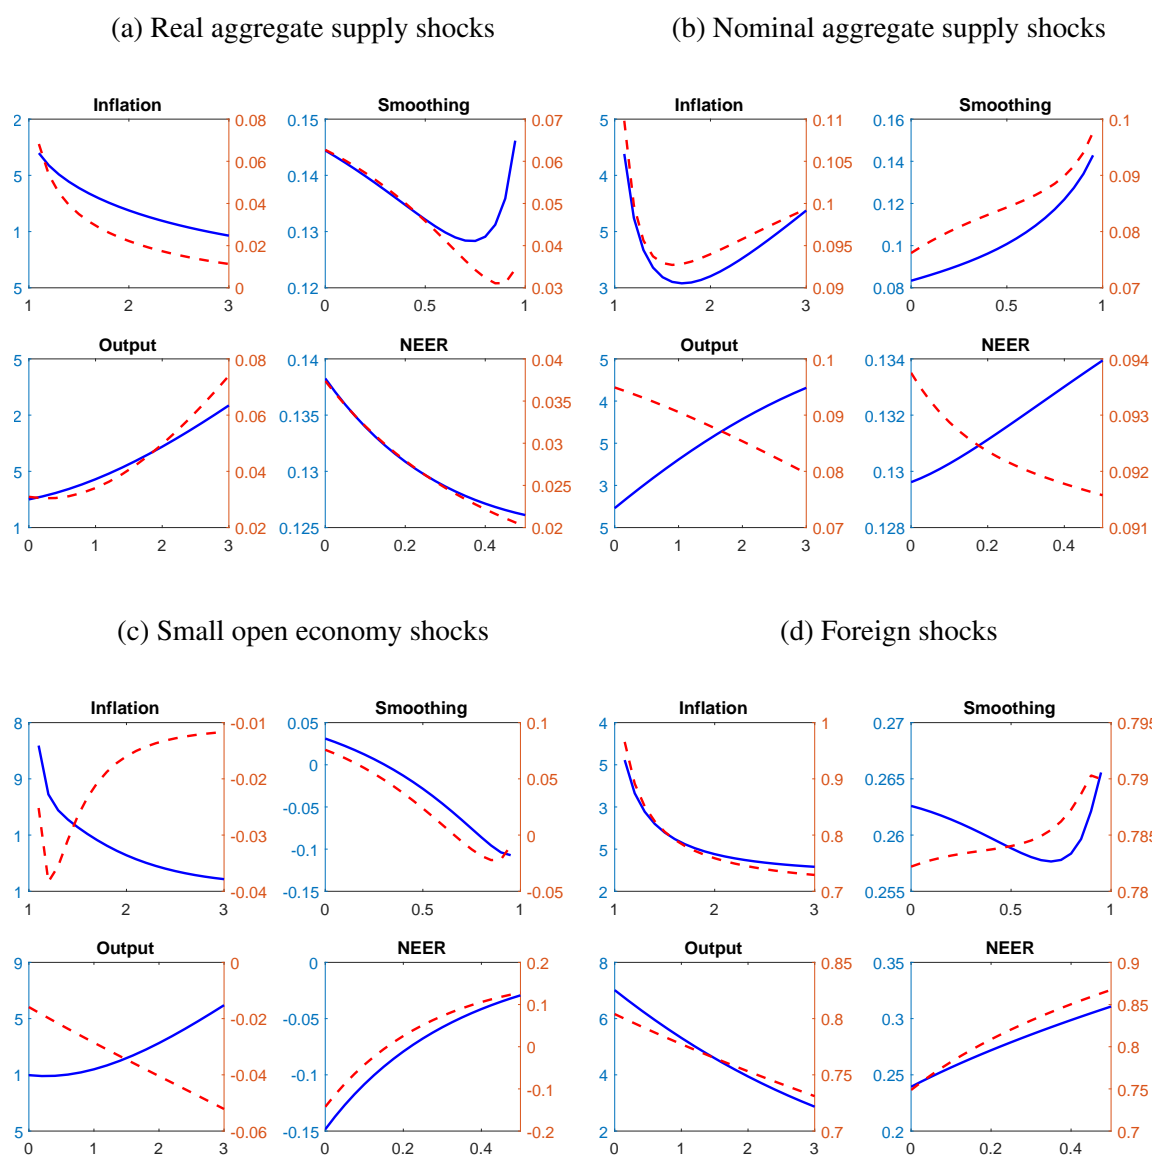 (a) Real aggregate supply shocks
(b) Nominal aggregate supply shocks
Inflation
Smoothing
2 5 1 5
0.08 0.06 0.04 0.02 0
1 2 3
0.15 0.14 0.13 0.12
0.07 0.06 0.05 0.04 0.03
0 0.5 1
Inflation
Smoothing
5 4 5 3
0.11 0.105 0.1 0.095 0.09
1 2 3
0.16 0.14 0.12 0.1 0.08
0.1 0.09 0.08 0.07
0 0.5 1
Output
NEER
5 2 5 1
0.08 0.06 0.04 0.02
0 1 2 3
0.14 0.135 0.13 0.125
0.04 0.035 0.03 0.025 0.02
0 0.2 0.4
Output
NEER
5 4 5 3 5
0.1 0.09 0.08 0.07
0 1 2 3
0.134 0.132 0.13 0.128
0.094 0.093 0.092 0.091
0 0.2 0.4
(c) Small open economy shocks
(d) Foreign shocks
Inflation
Smoothing
8 9 1 1
-0.01 -0.02 -0.03 -0.04
1 2 3
0.05 0 -0.05 -0.1 -0.15
0.1 0.05 0 -0.05
0 0.5 1
Inflation
Smoothing
4 5 3 5 2
1 0.9 0.8 0.7
1 2 3
0.27 0.265 0.26 0.255
0.795 0.79 0.785 0.78
0 0.5 1
Output
NEER
9 5 1 5
0 -0.02 -0.04 -0.06
0 1 2 3
0 -0.05 -0.1 -0.15
0.2 0.1 0 -0.1 -0.2
0 0.2 0.4
Output
NEER
8 6 4 2
0.85 0.8 0.75 0.7
0 1 2 3
0.35 0.3 0.25 0.2
0.9 0.85 0.8 0.75 0.7
0 0.2 0.4